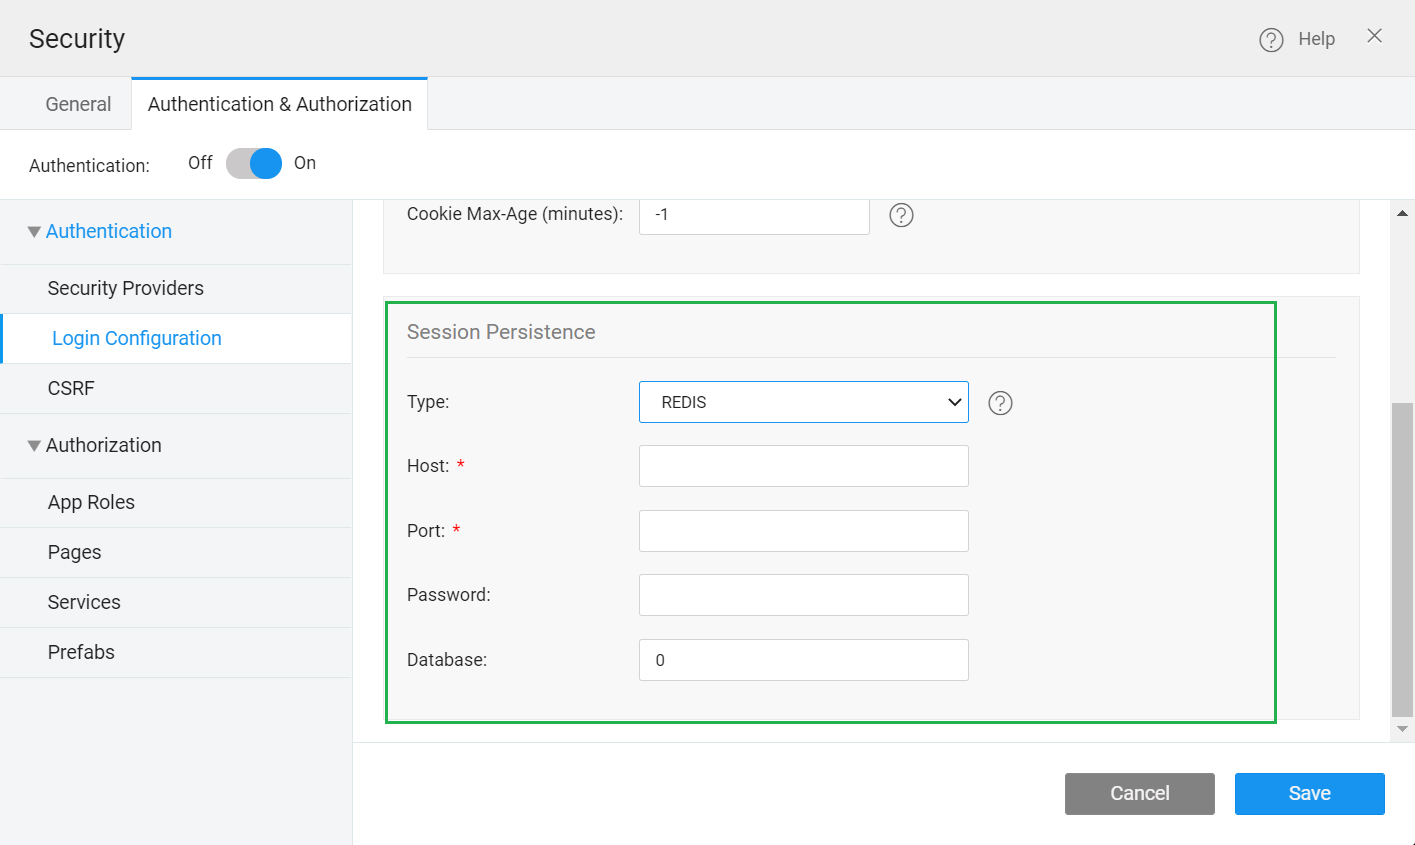 Security
Help
General
Authentication & Authorization
Authentication:
Off
On
Authentication
Security Providers
Login Configuration
CSRF
Authorization
App Roles
Pages
Services
Prefabs
Cookie Max-Age (minutes):
-1
Session Persistence
Type:
REDIS
Host: *
Port: *
Password:
Database:
0
Cancel
Save